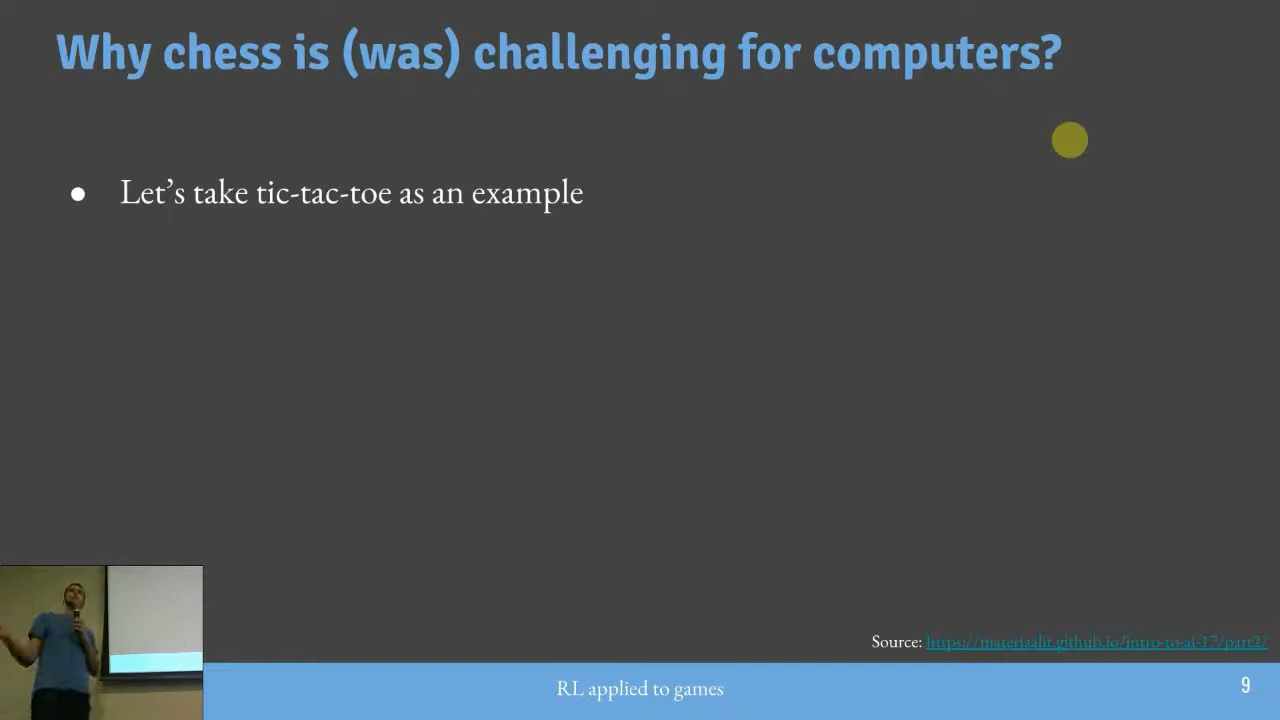 Why chess is (was) challenging for computers?
● Let’s take tic-tac-toe as an example
Source: https://materiaalit.github.io/intro-to-ai-17/part2/
RL applied to games
9